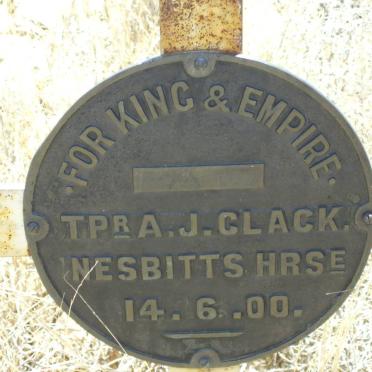 ·FOR KING & EMPIRE·
TPR A. J. CLACK.
NESBITTS HRSE
14. 6. 00.